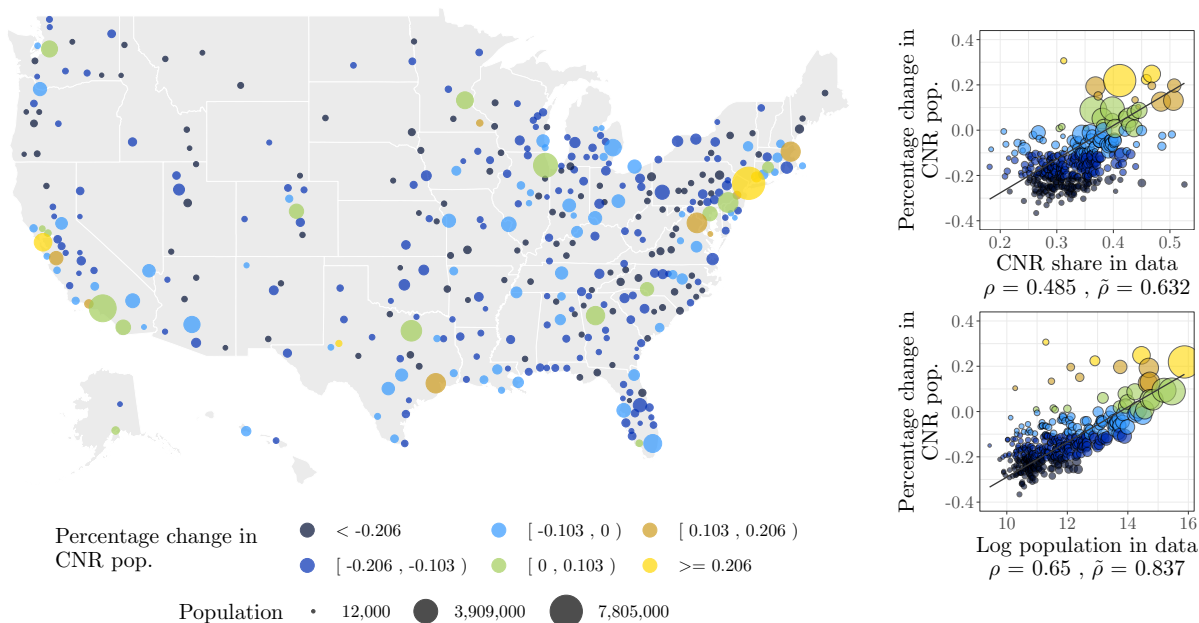 Percentage change in
CNR pop.
< -0.206
[ -0.206 , -0.103 )
[ -0.103 , 0 )
[ 0 , 0.103 )
[ 0.103 , 0.206 )
>= 0.206
Population
12,000
3,909,000
7,805,000
Percentage change in
CNR pop.
0.4
0.2
0.0
-0.2
-0.4
0.2
0.3
0.4
0.5
CNR share in data
ρ = 0.485 , ρ̃ = 0.632
Percentage change in
CNR pop.
0.4
0.2
0.0
-0.2
-0.4
10
12
14
16
Log population in data
ρ = 0.65 , ρ̃ = 0.837